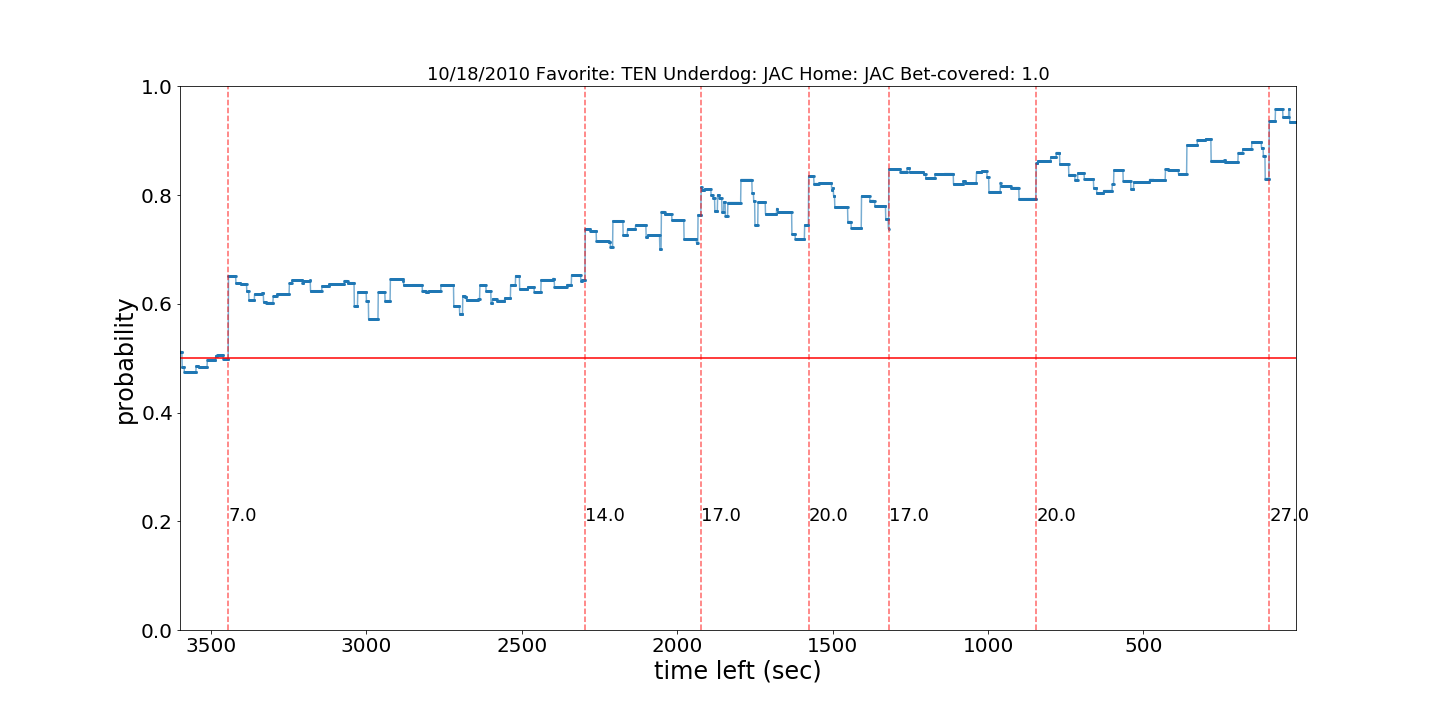 10/18/2010 Favorite: TEN Underdog: JAC Home: JAC Bet-covered: 1.0
1.0
0.8
0.6
0.4
0.2
0.0
probability
7.0 14.0 17.0 20.0 17.0 20.0 27.0
3500 3000 2500 2000 1500 1000 500
time left (sec)